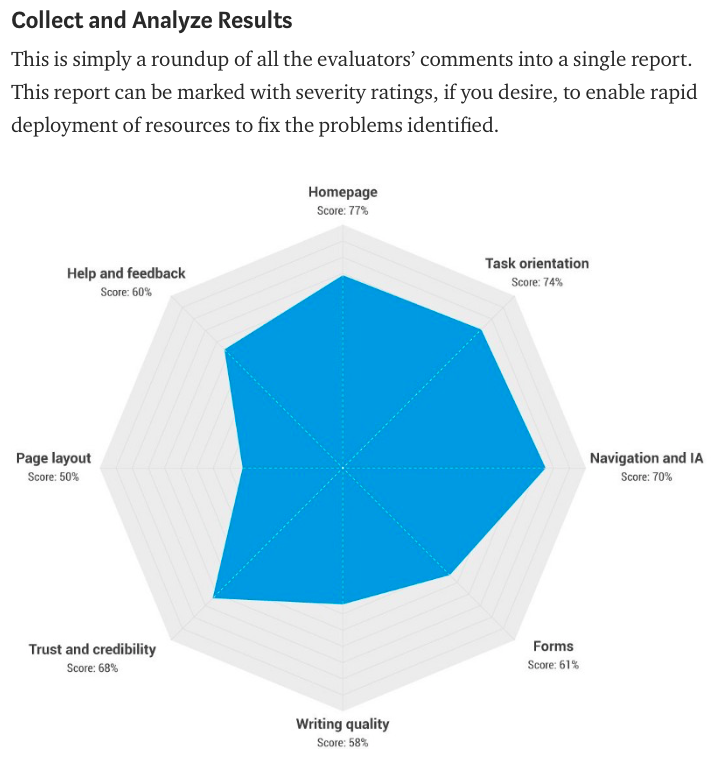 Collect and Analyze Results
This is simply a roundup of all the evaluators’ comments into a single report.
This report can be marked with severity ratings, if you desire, to enable rapid
deployment of resources to fix the problems identified.
Homepage
Score: 77%
Task orientation
Score: 74%
Help and feedback
Score: 60%
Page layout
Score: 50%
Navigation and IA
Score: 70%
Trust and credibility
Score: 68%
Forms
Score: 61%
Writing quality
Score: 58%